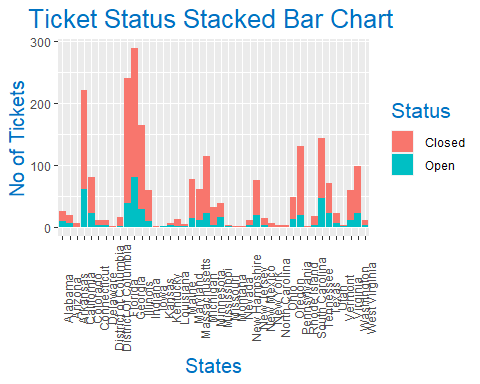 Ticket Status Stacked Bar Chart
No of Tickets
300
200
100
0
Alabama
Arizona
Arkansas
California
Colorado
Connecticut
Delaware
District of Columbia
District Of Columbia
Florida
Georgia
Illinois
Indiana
Iowa
Kansas
Kentucky
Louisiana
Maine
Maryland
Massachusetts
Michigan
Minnesota
Mississippi
Missouri
Montana
Nevada
New Hampshire
New Jersey
New Mexico
New York
North Carolina
Ohio
Oregon
Pennsylvania
Rhode Island
South Carolina
Tennessee
Texas
Utah
Vermont
Virginia
Washington
West Virginia
States
Status
Closed
Open